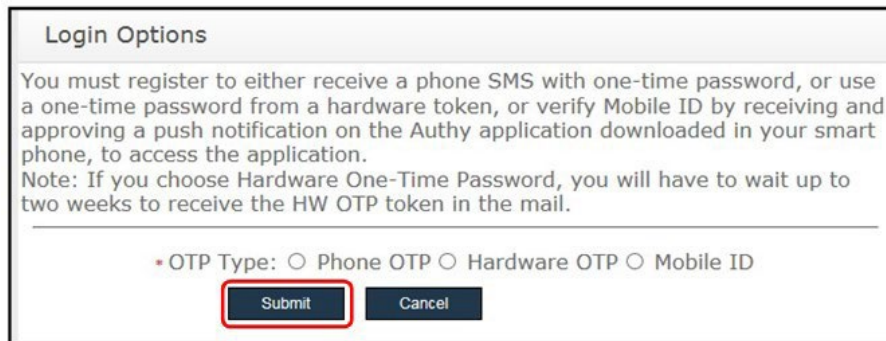 Login Options
You must register to either receive a phone SMS with one-time password, or use
a one-time password from a hardware token, or verify Mobile ID by receiving and
approving a push notification on the Authy application downloaded in your smart
phone, to access the application.
Note: If you choose Hardware One-Time Password, you will have to wait up to
two weeks to receive the HW OTP token in the mail.
* OTP Type: ○ Phone OTP ○ Hardware OTP ○ Mobile ID
Submit Cancel